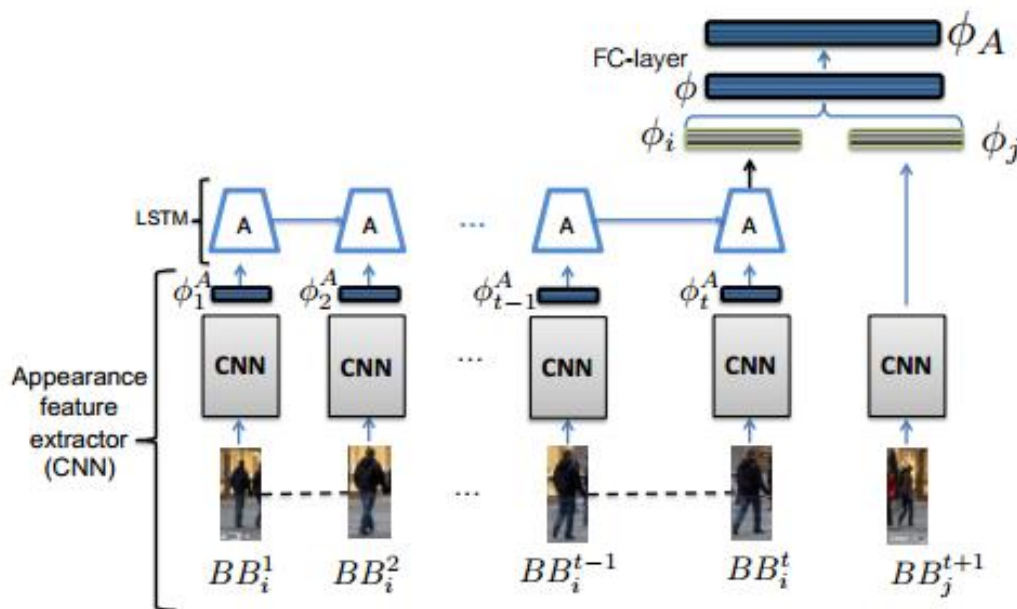 ϕ_A
FC-layer
ϕ
ϕ_i ϕ_j
LSTM
A A ... A A
ϕ_1^A ϕ_2^A ϕ_{t-1}^A ϕ_t^A
CNN CNN ... CNN CNN CNN
Appearance
feature
extractor
(CNN)
...
BB_i^1 BB_i^2 BB_i^{t-1} BB_i^t BB_j^{t+1}